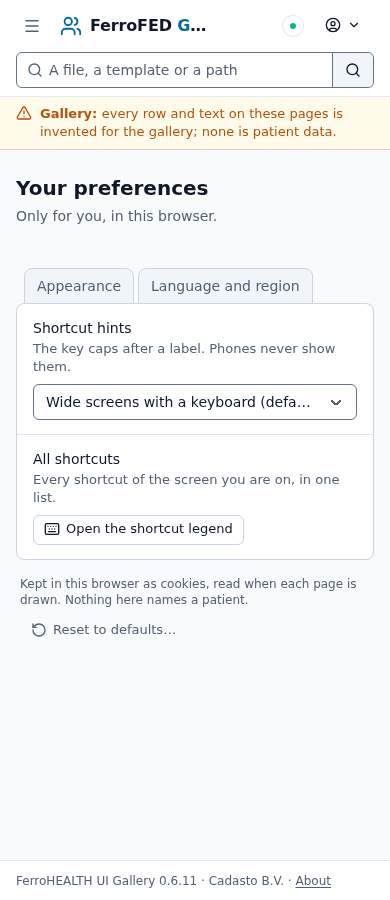 FerroFED G…
A file, a template or a path
Gallery: every row and text on these pages is
invented for the gallery; none is patient data.
Your preferences
Only for you, in this browser.
Appearance
Language and region
Shortcut hints
The key caps after a label. Phones never show
them.
Wide screens with a keyboard (defa…
All shortcuts
Every shortcut of the screen you are on, in one
list.
Open the shortcut legend
Kept in this browser as cookies, read when each page is
drawn. Nothing here names a patient.
Reset to defaults…
FerroHEALTH UI Gallery 0.6.11 · Cadasto B.V. · About